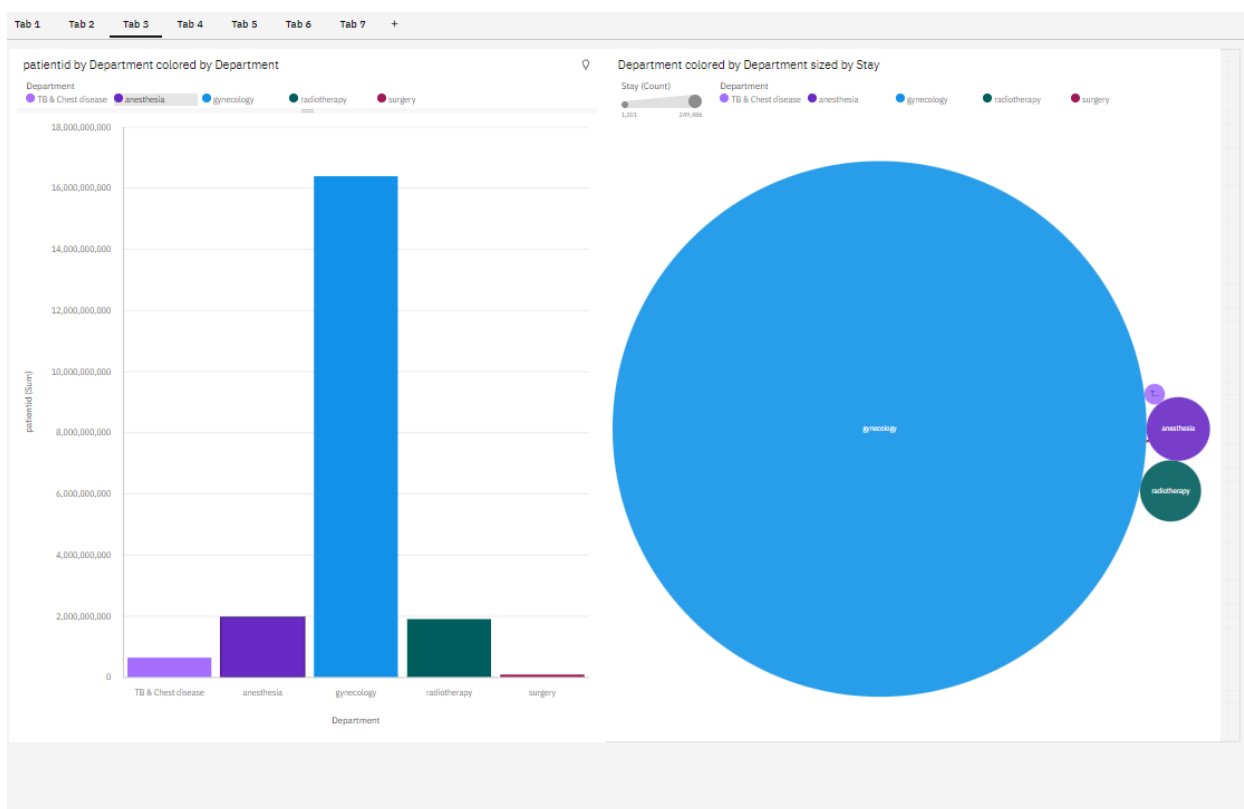 Tab 1 Tab 2 Tab 3 Tab 4 Tab 5 Tab 6 Tab 7 +
patientid by Department colored by Department
Department
TB & Chest disease anesthesia gynecology radiotherapy surgery
18,000,000,000
16,000,000,000
14,000,000,000
12,000,000,000
10,000,000,000
8,000,000,000
6,000,000,000
4,000,000,000
2,000,000,000
0
patientid (Sum)
TB & Chest disease anesthesia gynecology radiotherapy surgery
Department
Department colored by Department sized by Stay
Stay (Count)
1,201 249,486
Department
TB & Chest disease anesthesia gynecology radiotherapy surgery
gynecology
T...
anesthesia
radiotherapy